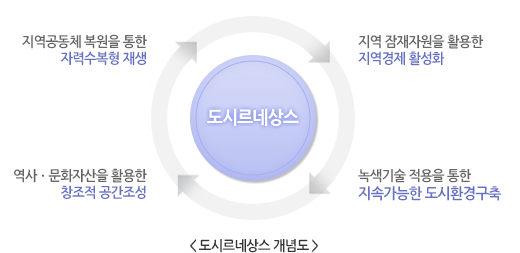 지역공동체 복원을 통한
자력수복형 재생
지역 잠재자원을 활용한
지역경제 활성화
도시르네상스
역사 · 문화자산을 활용한
창조적 공간조성
녹색기술 적용을 통한
지속가능한 도시환경구축
< 도시르네상스 개념도 >